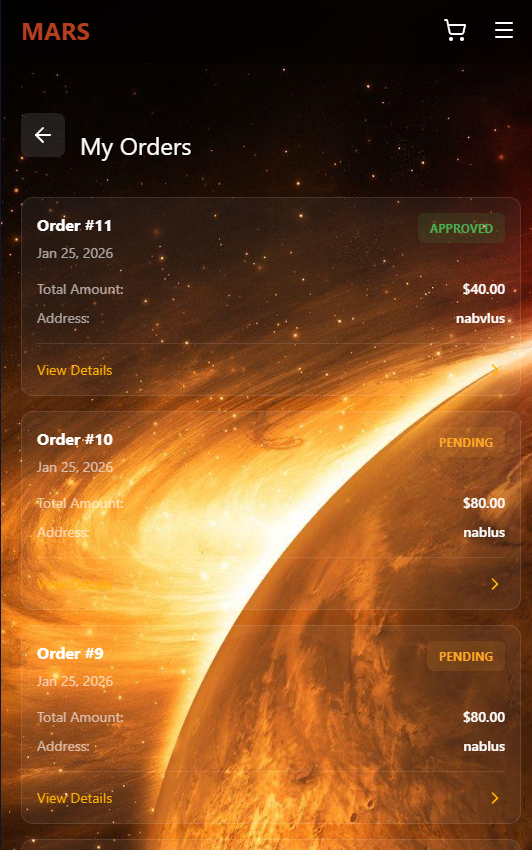 MARS
My Orders
Order #11
APPROVED
Jan 25, 2026
Total Amount: $40.00
Address: nabvlus
View Details
Order #10
PENDING
Jan 25, 2026
Total Amount: $80.00
Address: nablus
View Details
Order #9
PENDING
Jan 25, 2026
Total Amount: $80.00
Address: nablus
View Details